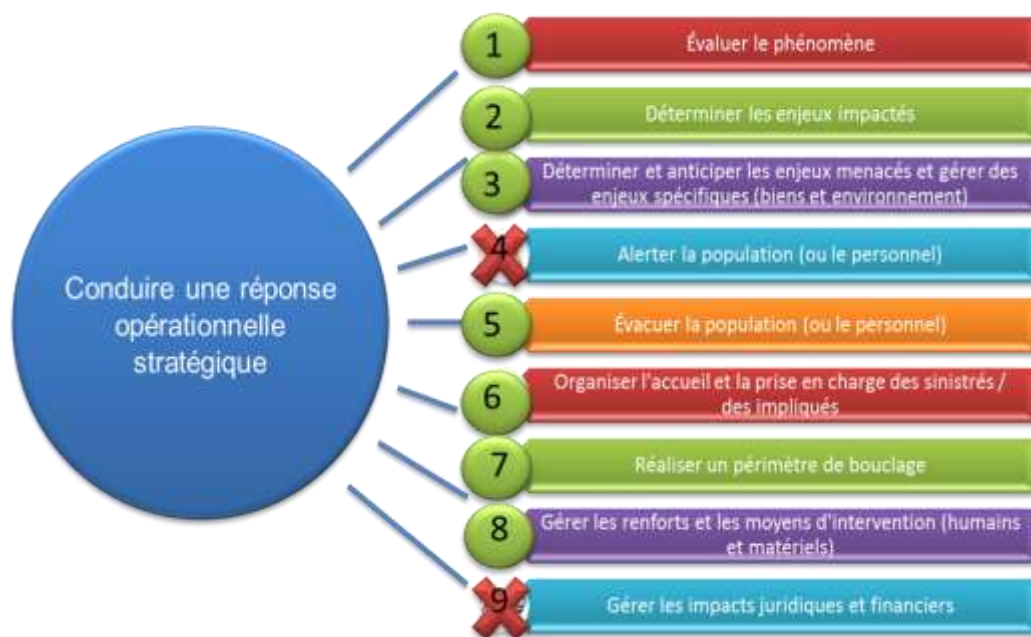 Conduire une réponse
opérationnelle
stratégique
1
Évaluer le phénomène
2
Déterminer les enjeux impactés
3
Déterminer et anticiper les enjeux menacés et gérer des
enjeux spécifiques (biens et environnement)
4
Alerter la population (ou le personnel)
5
Évacuer la population (ou le personnel)
6
Organiser l'accueil et la prise en charge des sinistrés /
des impliqués
7
Réaliser un périmètre de bouclage
8
Gérer les renforts et les moyens d'intervention (humains
et matériels)
9
Gérer les impacts juridiques et financiers